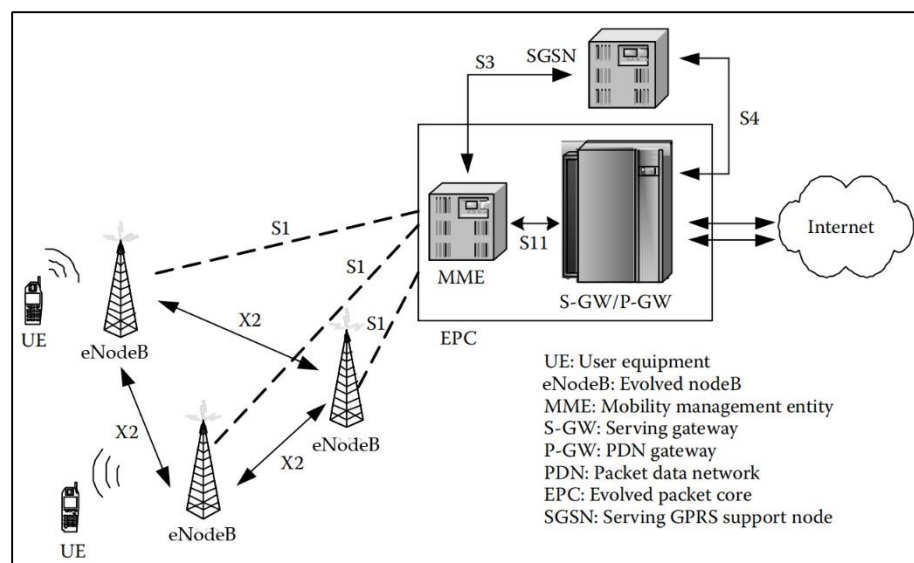 SGSN
S3
S4
S1
S11
Internet
MME
S-GW/P-GW
EPC
S1
X2
S1
UE
eNodeB
eNodeB
X2
X2
eNodeB
UE
UE: User equipment
eNodeB: Evolved nodeB
MME: Mobility management entity
S-GW: Serving gateway
P-GW: PDN gateway
PDN: Packet data network
EPC: Evolved packet core
SGSN: Serving GPRS support node